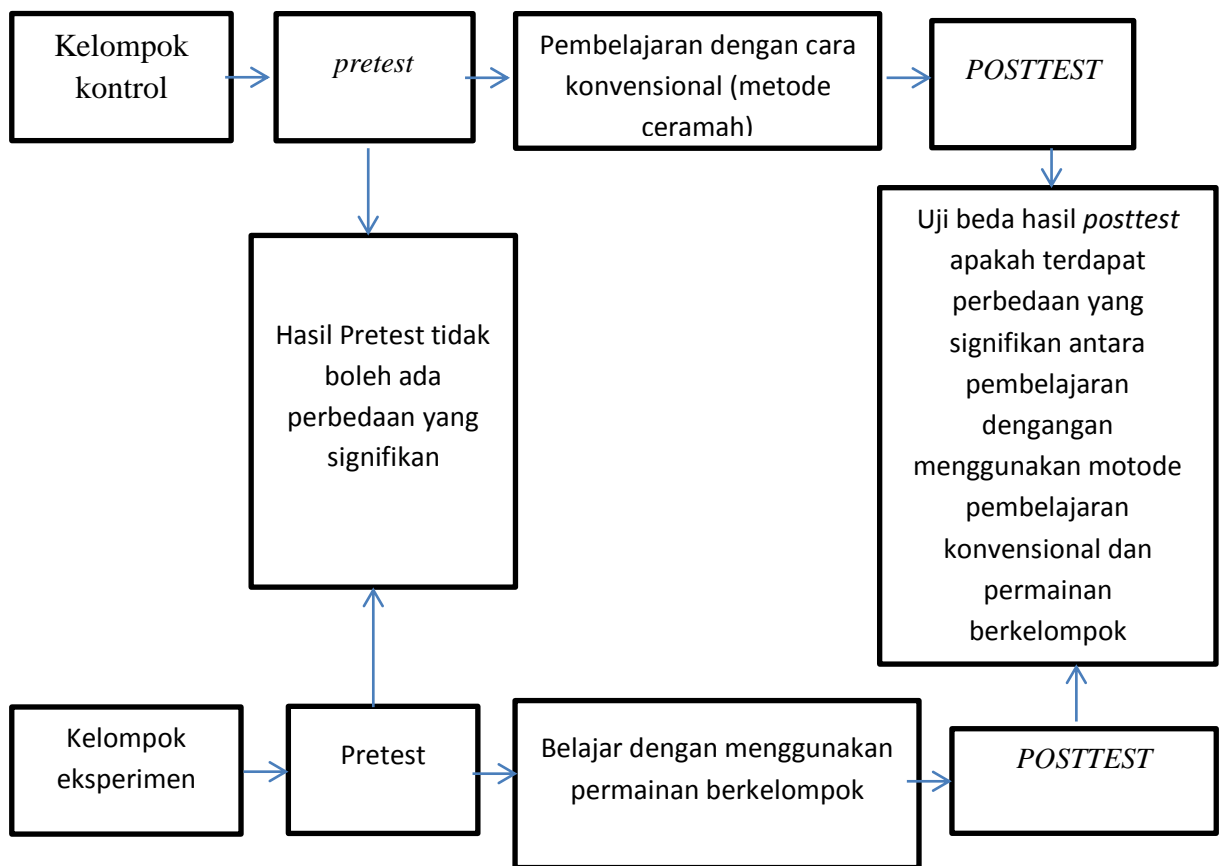 Kelompok
kontrol
pretest
Pembelajaran dengan cara
konvensional (metode
ceramah)
POSTTEST
Hasil Pretest tidak
boleh ada
perbedaan yang
signifikan
Uji beda hasil posttest
apakah terdapat
perbedaan yang
signifikan antara
pembelajaran
dengangan
menggunakan motode
pembelajaran
konvensional dan
permainan
berkelompok
Kelompok
eksperimen
Pretest
Belajar dengan menggunakan
permainan berkelompok
POSTTEST